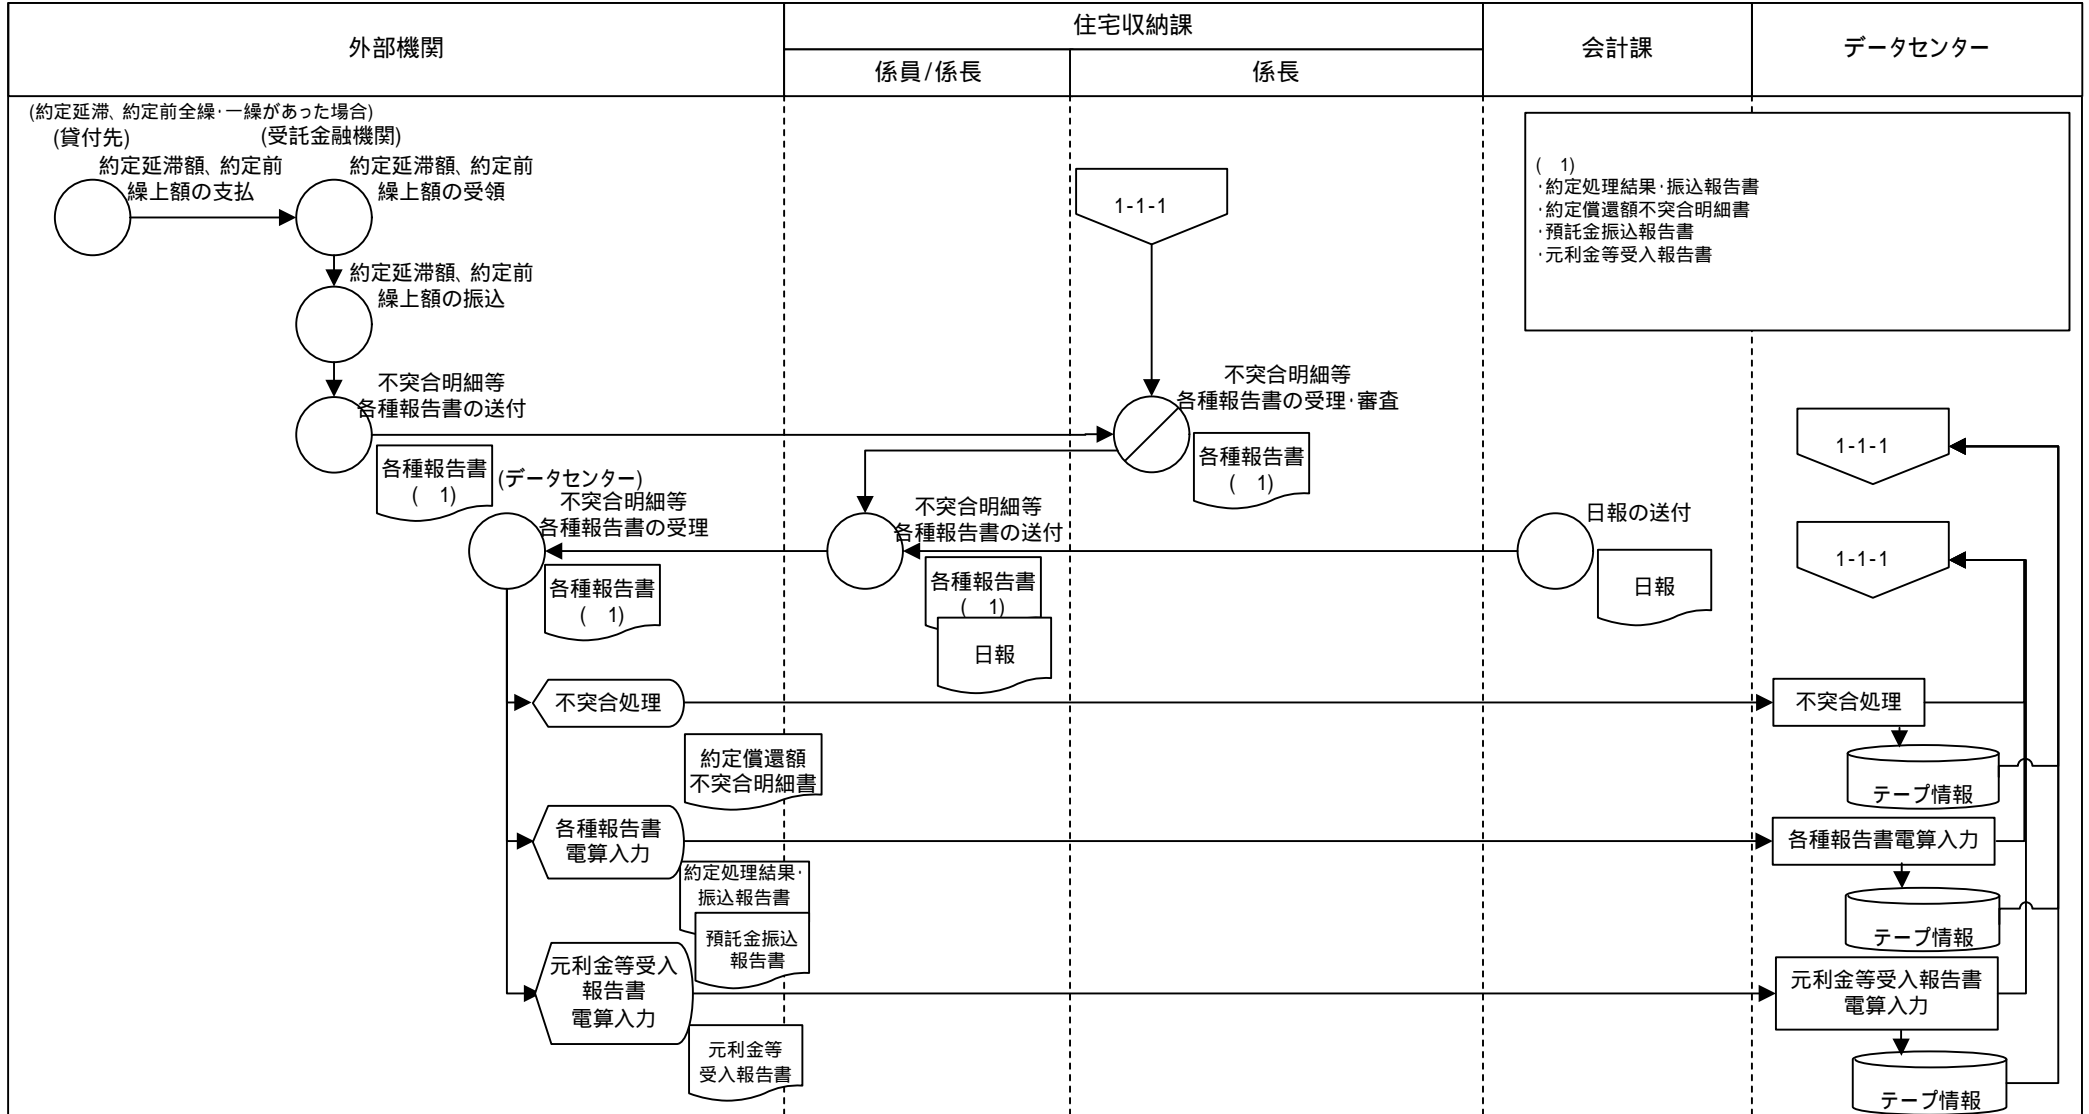 外部機関
住宅収納課
係員/係長
係長
会計課
データセンター
(約定延滞、約定前全繰・一繰があった場合)
(貸付先)
(受託金融機関)
約定延滞額、約定前
繰上額の支払
約定延滞額、約定前
繰上額の受領
約定延滞額、約定前
繰上額の振込
1-1-1
( 1)
・約定処理結果・振込報告書
・約定償還額不突合明細書
・預託金振込報告書
・元利金等受入報告書
不突合明細等
各種報告書の送付
各種報告書
( 1)
不突合明細等
各種報告書の受理・審査
各種報告書
( 1)
1-1-1
(データセンター)
不突合明細等
各種報告書の受理
各種報告書
( 1)
不突合明細等
各種報告書の送付
各種報告書
( 1)
日報
日報の送付
日報
1-1-1
不突合処理
約定償還額
不突合明細書
不突合処理
テープ情報
各種報告書
電算入力
約定処理結果・
振込報告書
預託金振込
報告書
各種報告書電算入力
テープ情報
元利金等受入
報告書
電算入力
元利金等
受入報告書
元利金等受入報告書
電算入力
テープ情報